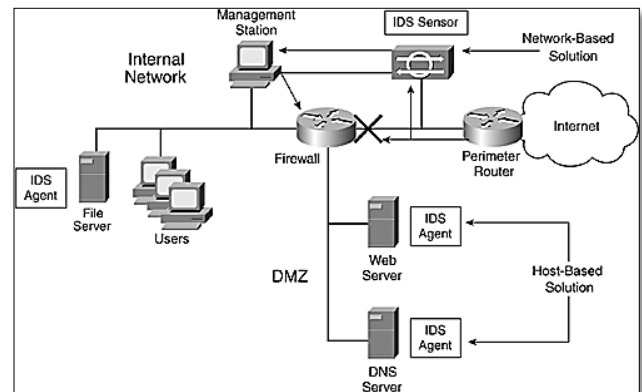 Management
Station
IDS Sensor
Network-Based
Solution
Internal
Network
Internet
Firewall
Perimeter
Router
IDS
Agent
File
Server
Users
IDS
Agent
Web
Server
DMZ
Host-Based
Solution
IDS
Agent
DNS
Server